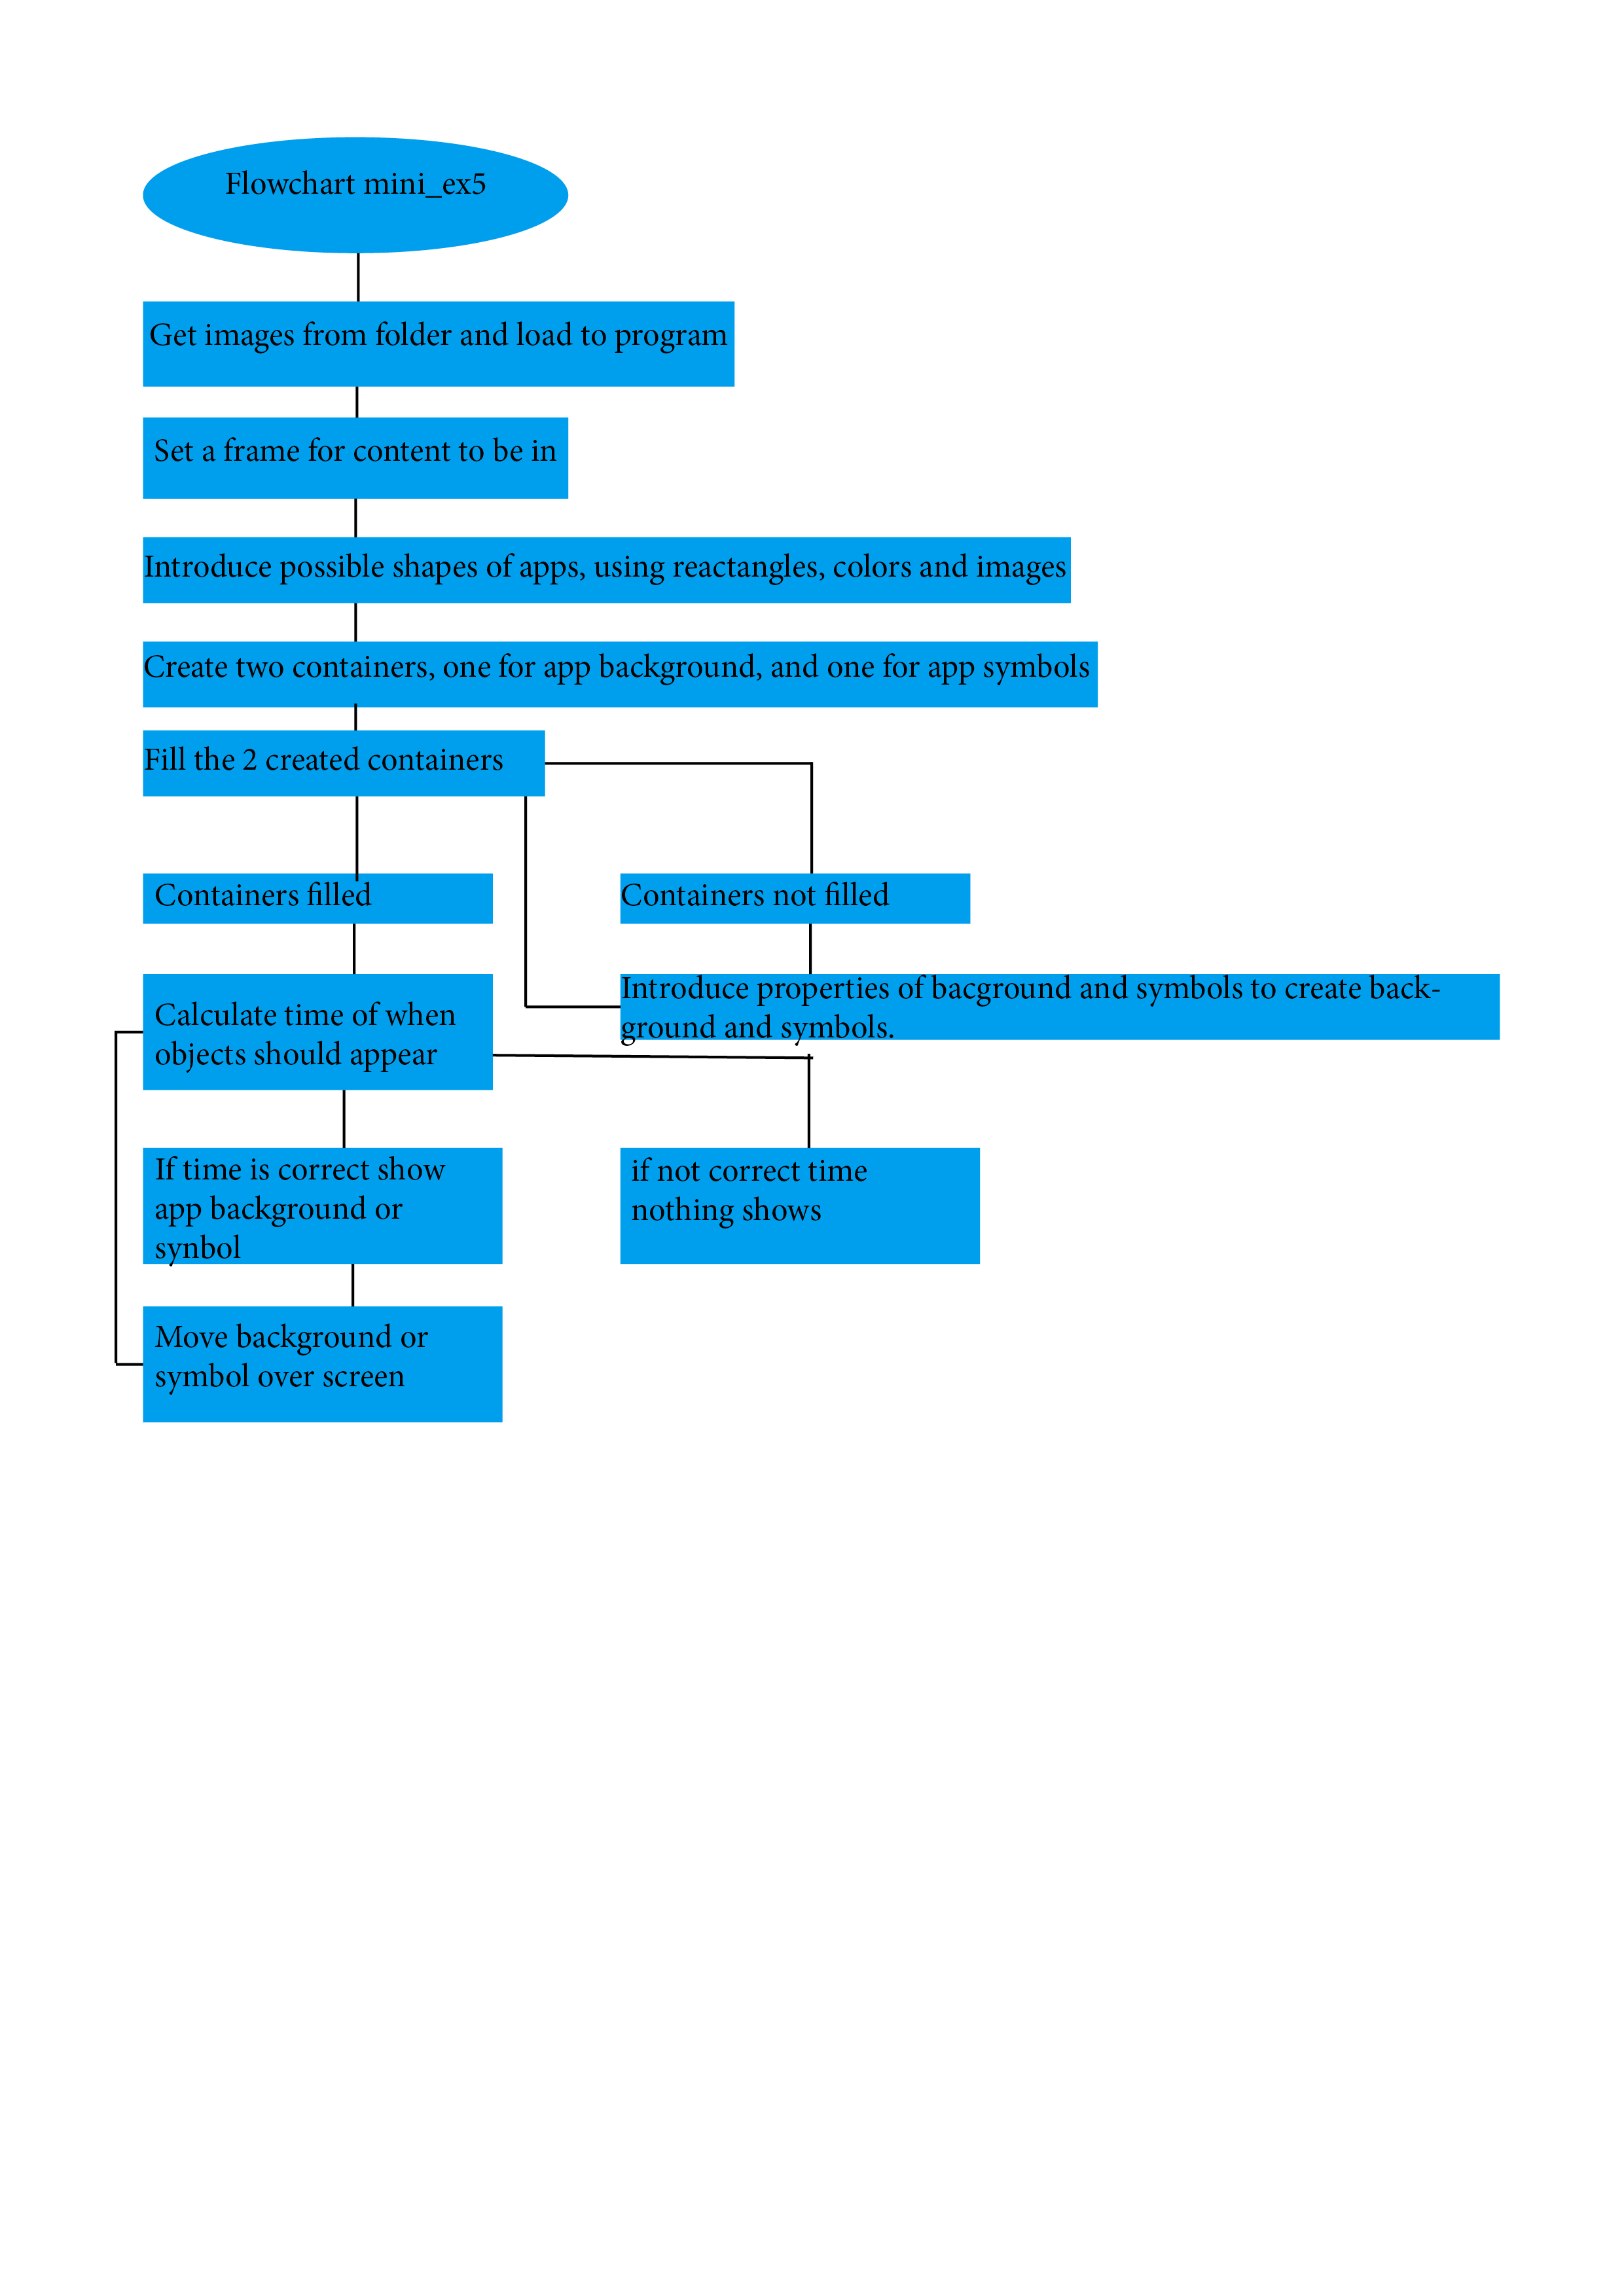 Flowchart mini_ex5
Get images from folder and load to program
Set a frame for content to be in
Introduce possible shapes of apps, using reactangles, colors and images
Create two containers, one for app background, and one for app symbols
Fill the 2 created containers
Containers filled
Containers not filled
Introduce properties of bacground and symbols to create back-
ground and symbols.
Calculate time of when
objects should appear
If time is correct show
app background or
synbol
if not correct time
nothing shows
Move background or
symbol over screen